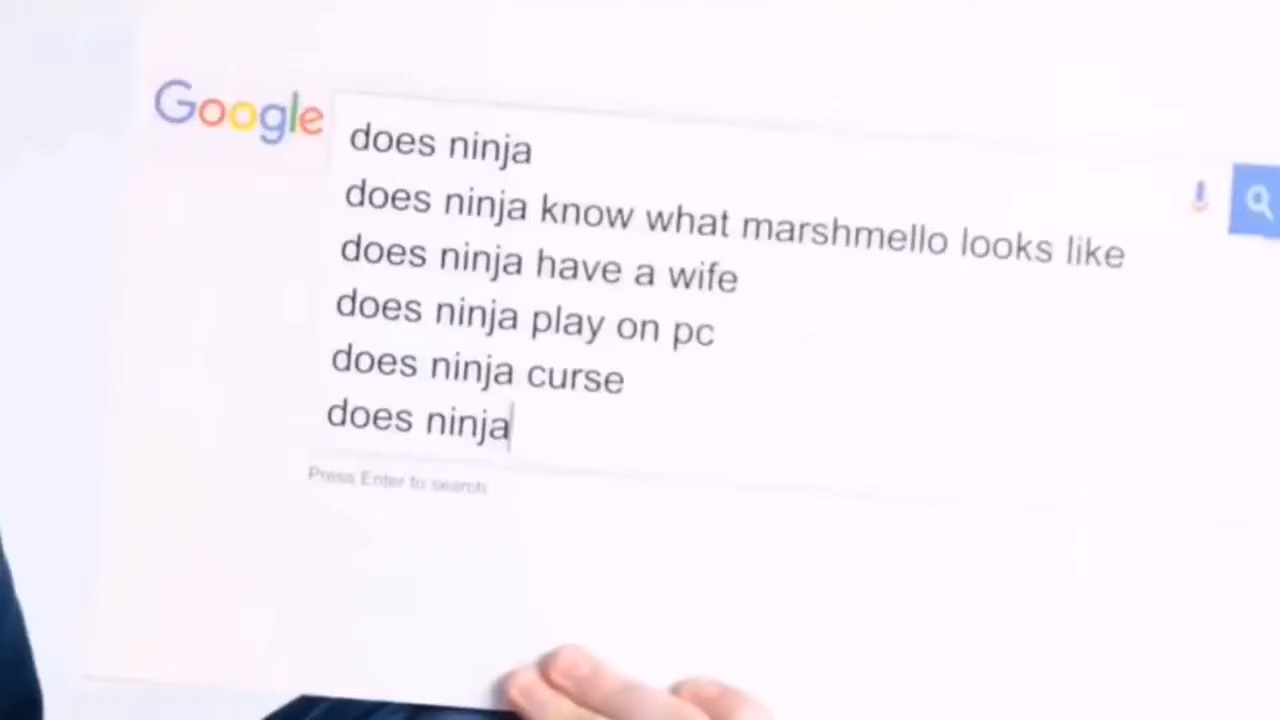 Google
does ninja
does ninja know what marshmello looks like
does ninja have a wife
does ninja play on pc
does ninja curse
does ninja
Press Enter to search